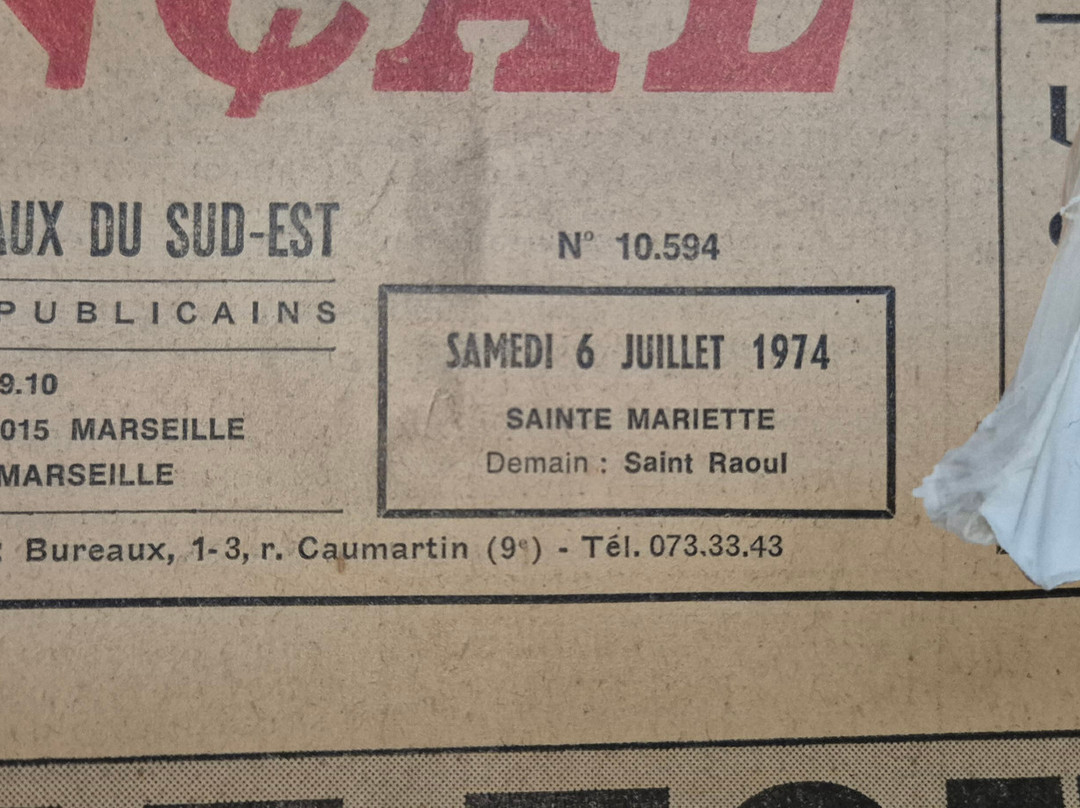 NÇAL
AUX DU SUD-EST
PUBLICAINS
9.10
015 MARSEILLE
MARSEILLE
N° 10.594
SAMEDI 6 JUILLET 1974
SAINTE MARIETTE
Demain : Saint Raoul
: Bureaux, 1-3, r. Caumartin (9e) - Tél. 073.33.43